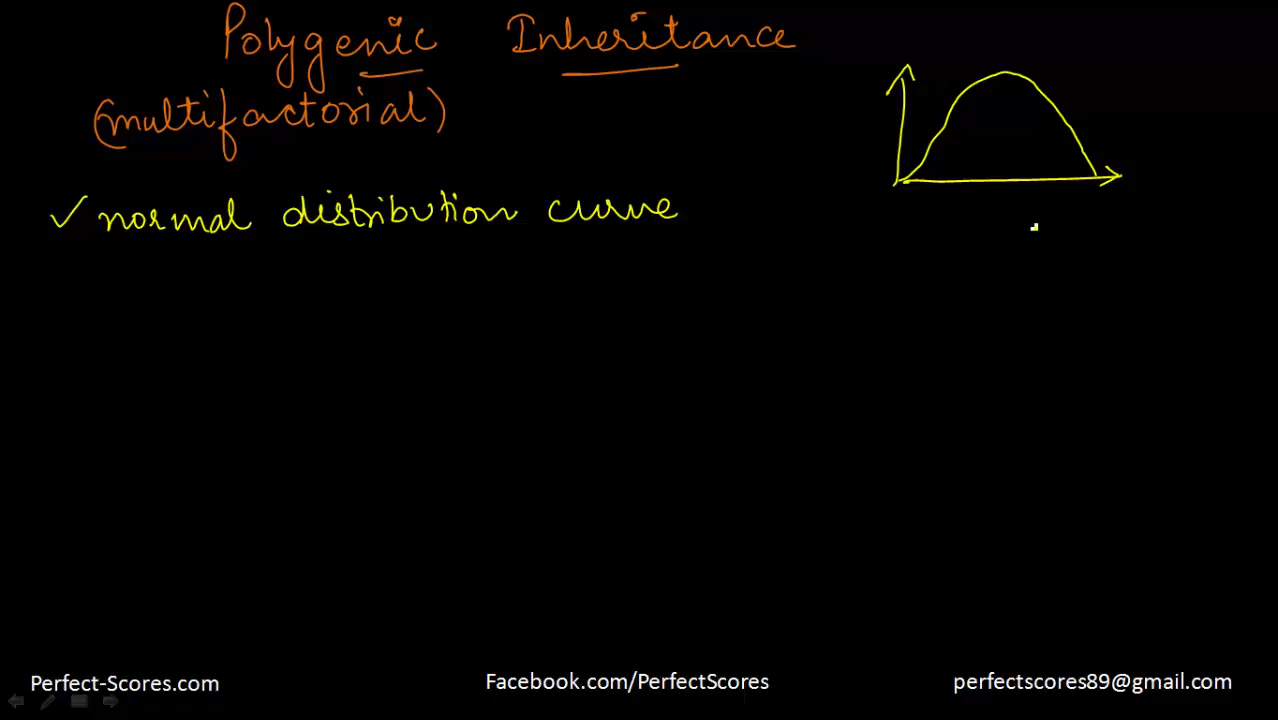 Polygenic Inheritance
(multifactorial)
✓ normal distribution curve
Perfect-Scores.com
Facebook.com/PerfectScores
perfectscores89@gmail.com